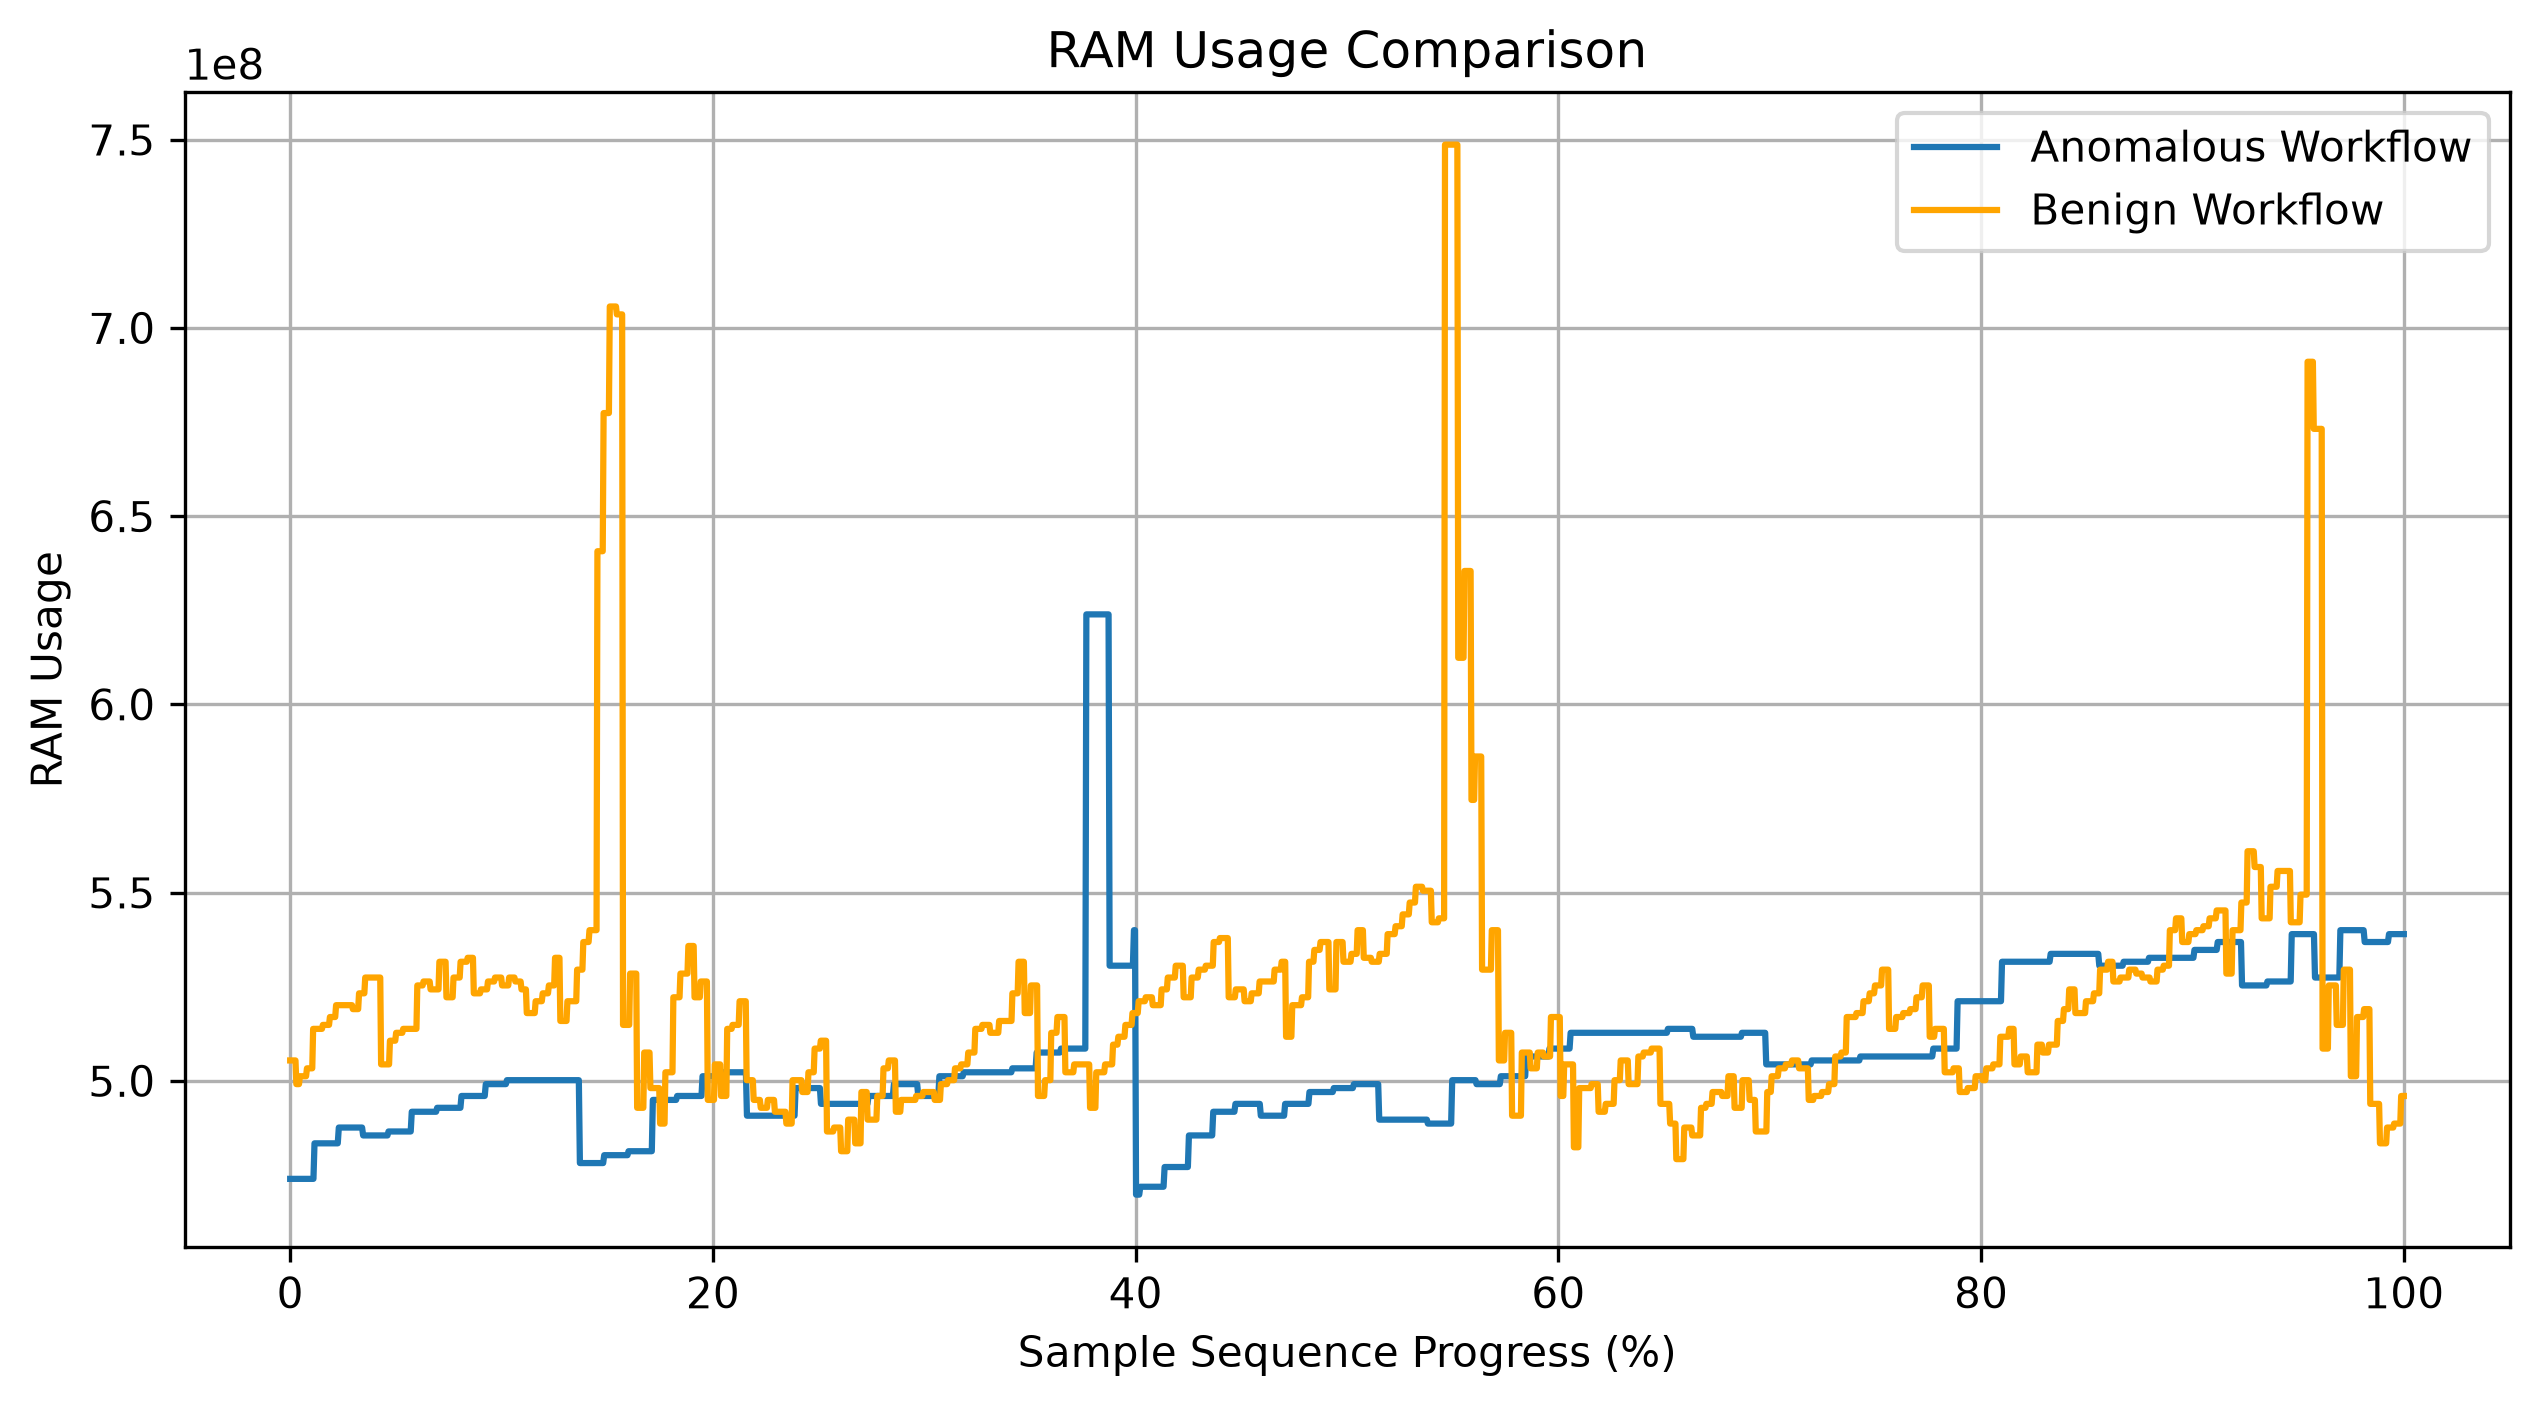 RAM Usage Comparison
1e8
7.5
7.0
6.5
6.0
5.5
5.0
RAM Usage
Anomalous Workflow
Benign Workflow
0 20 40 60 80 100
Sample Sequence Progress (%)